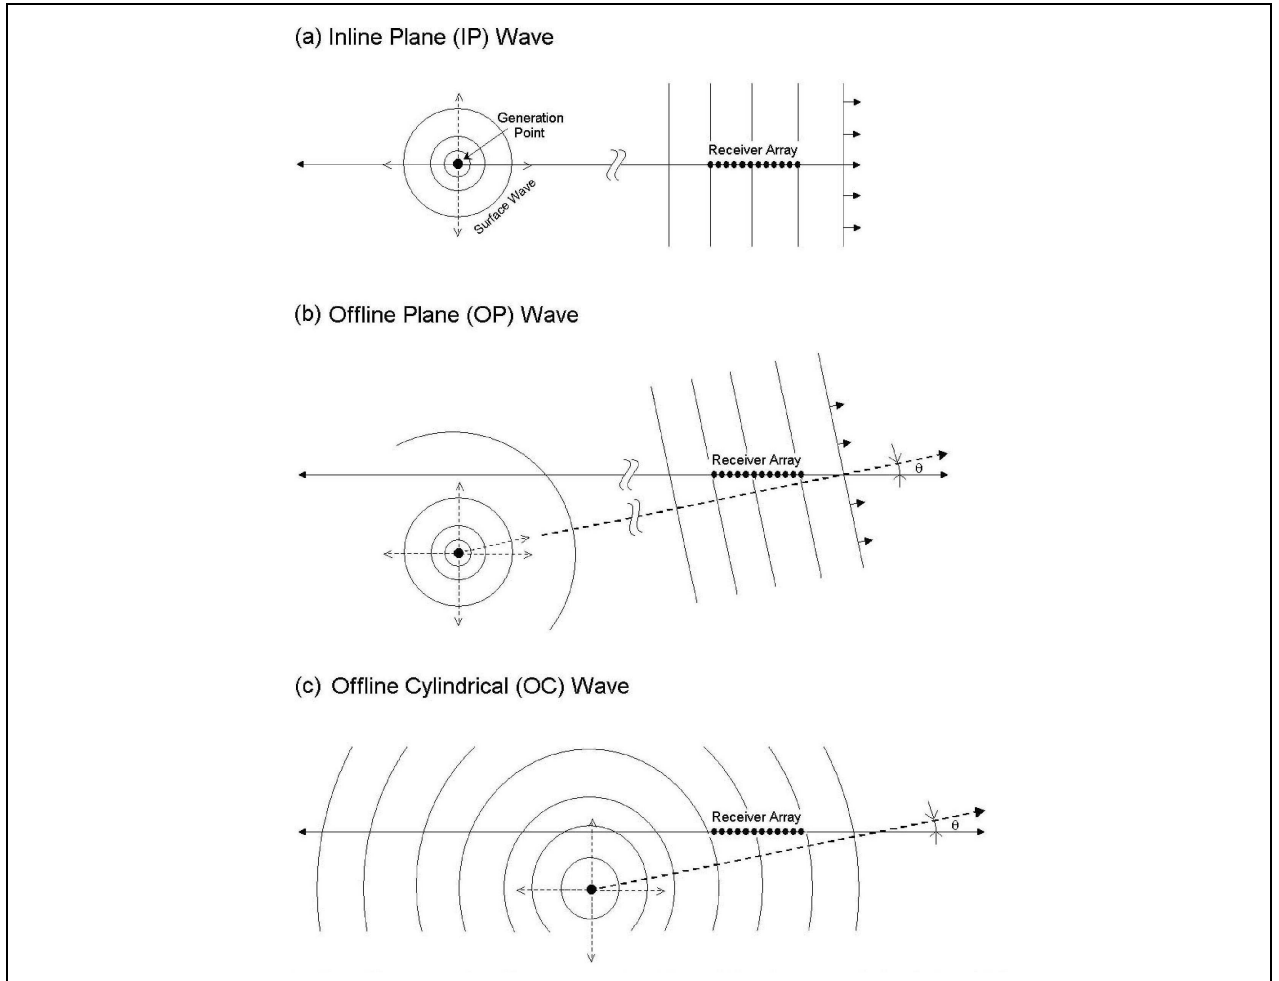 (a) Inline Plane (IP) Wave
Generation
Point
Receiver Array
Surface Wave
(b) Offline Plane (OP) Wave
Receiver Array
θ
(c) Offline Cylindrical (OC) Wave
Receiver Array
θ